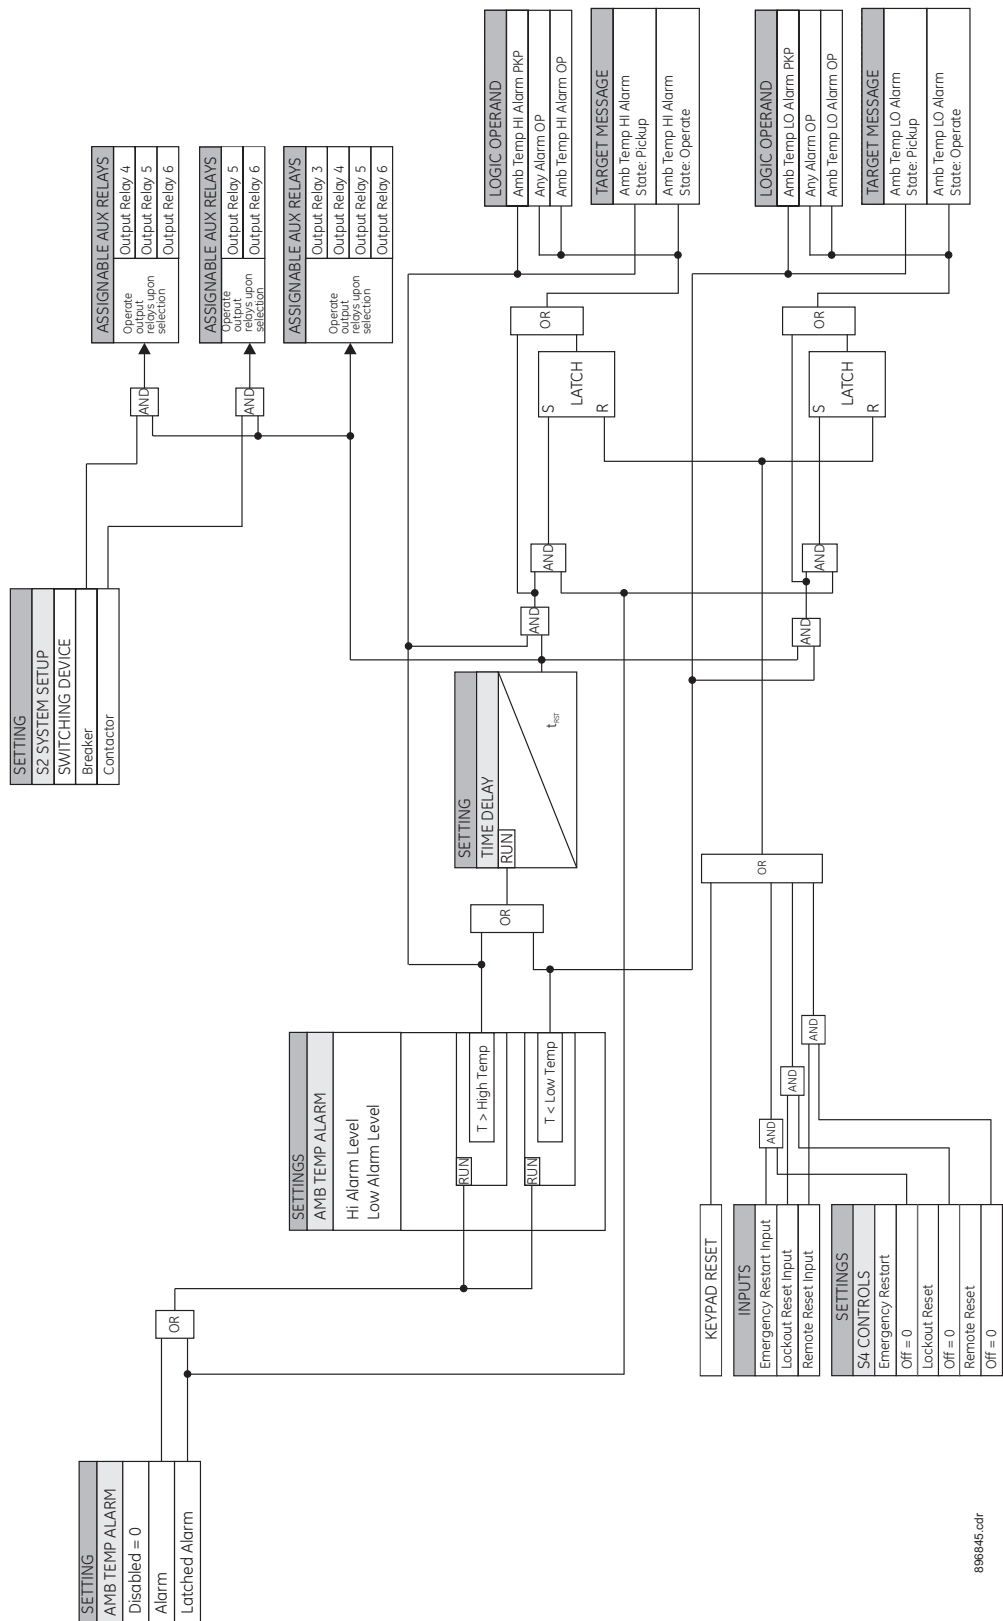 SETTING
AMB TEMP ALARM
Disabled = 0
Alarm
Latched Alarm
OR
SETTINGS
AMB TEMP ALARM
Hi Alarm Level
Low Alarm Level
RUN
T > High Temp
RUN
T < Low Temp
KEYPAD RESET
INPUTS
Emergency Restart Input
Lockout Reset Input
Remote Reset Input
SETTINGS
S4 CONTROLS
Emergency Restart
Off = 0
Lockout Reset
Off = 0
Remote Reset
Off = 0
AND
AND
AND
OR
OR
SETTING
TIME DELAY
RUN
tRST
SETTING
S2 SYSTEM SETUP
SWITCHING DEVICE
Breaker
Contactor
AND
AND
AND
AND
AND
AND
S
LATCH
R
OR
S
LATCH
R
OR
ASSIGNABLE AUX RELAYS
Operate
output
relays upon
selection
Output Relay 4
Output Relay 5
Output Relay 6
ASSIGNABLE AUX RELAYS
Operate
output
relays upon
selection
Output Relay 5
Output Relay 6
ASSIGNABLE AUX RELAYS
Operate
output
relays upon
selection
Output Relay 3
Output Relay 4
Output Relay 5
Output Relay 6
LOGIC OPERAND
Amb Temp HI Alarm PKP
Any Alarm OP
Amb Temp HI Alarm OP
TARGET MESSAGE
Amb Temp HI Alarm
State: Pickup
Amb Temp HI Alarm
State: Operate
LOGIC OPERAND
Amb Temp LO Alarm PKP
Any Alarm OP
Amb Temp LO Alarm OP
TARGET MESSAGE
Amb Temp LO Alarm
State: Pickup
Amb Temp LO Alarm
State: Operate
896845.cdr